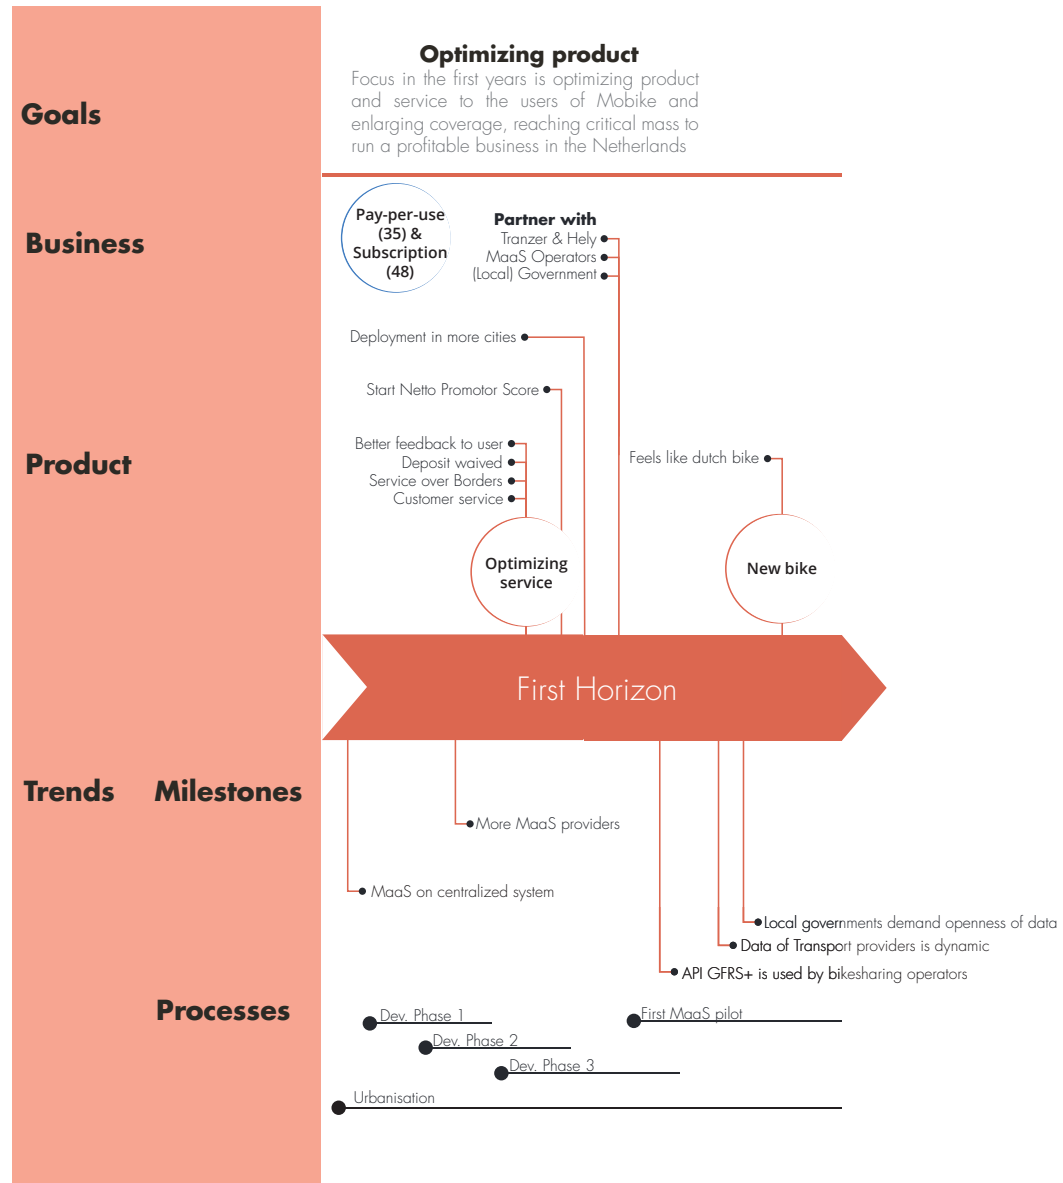 Goals
Optimizing product
Focus in the first years is optimizing product
and service to the users of Mobike and
enlarging coverage, reaching critical mass to
run a profitable business in the Netherlands
Business
Pay-per-use
(35) &
Subscription
(48)
Partner with
Tranzer & Hely
MaaS Operators
(Local) Government
Deployment in more cities
Start Netto Promotor Score
Product
Better feedback to user
Deposit waived
Service over Borders
Customer service
Feels like dutch bike
Optimizing
service
New bike
First Horizon
Trends
Milestones
More MaaS providers
MaaS on centralized system
Local governments demand openness of data
Data of Transport providers is dynamic
API GFRS+ is used by bikesharing operators
Processes
Dev. Phase 1
First MaaS pilot
Dev. Phase 2
Dev. Phase 3
Urbanisation